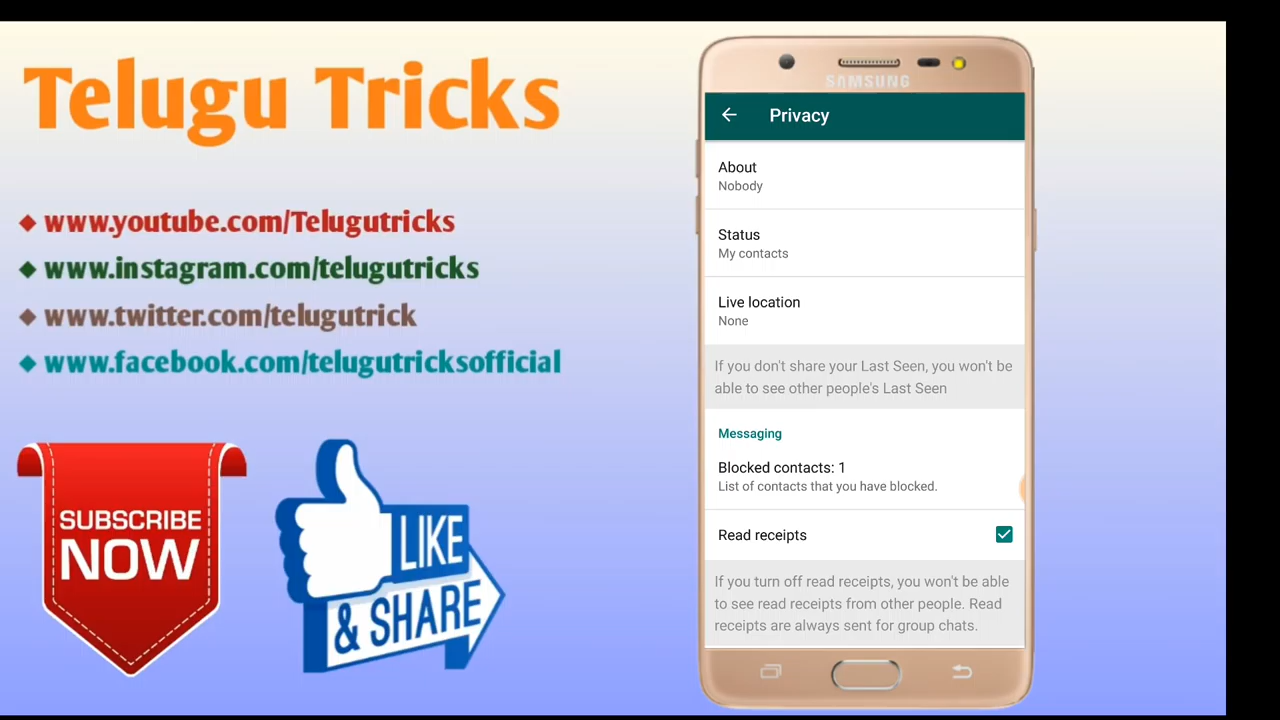 Telugu Tricks
www.youtube.com/Telugutricks
www.instagram.com/telugutricks
www.twitter.com/telugutrick
www.facebook.com/telugutricksofficial
SUBSCRIBE
NOW
LIKE
& SHARE
SAMSUNG
Privacy
About
Nobody
Status
My contacts
Live location
None
If you don't share your Last Seen, you won't be
able to see other people's Last Seen
Messaging
Blocked contacts: 1
List of contacts that you have blocked.
Read receipts
If you turn off read receipts, you won't be able
to see read receipts from other people. Read
receipts are always sent for group chats.